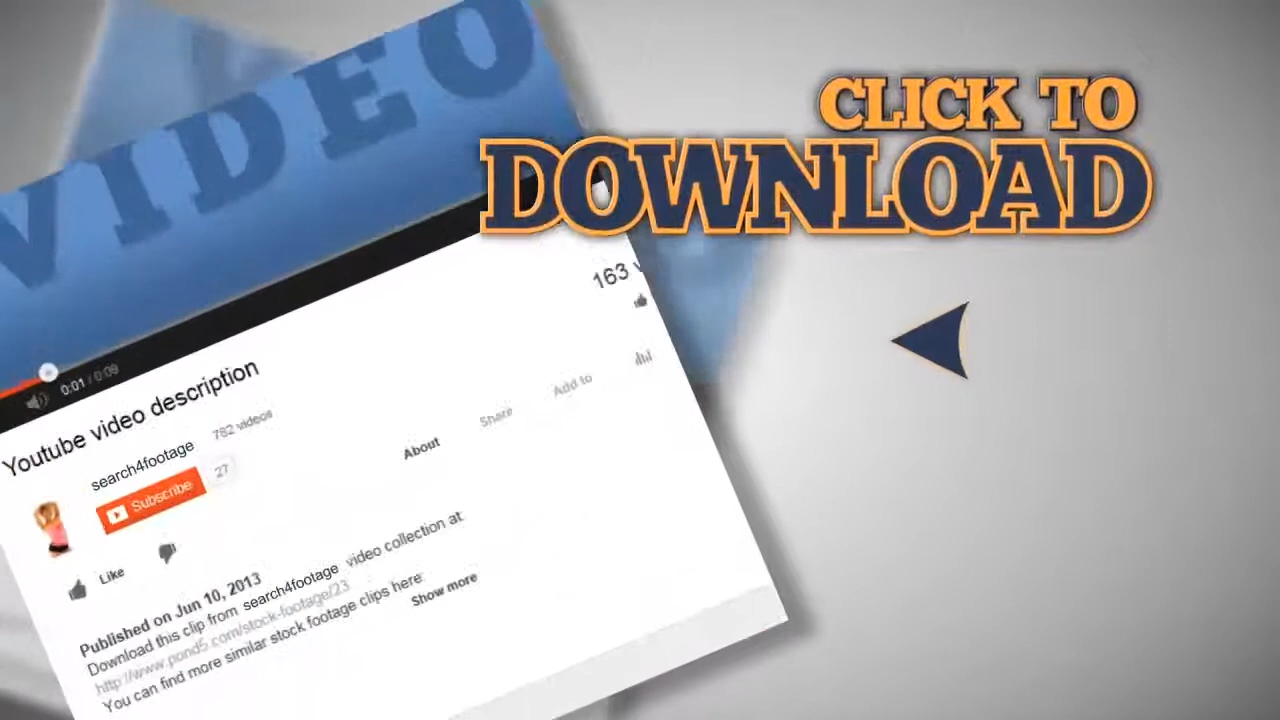 VIDEO
CLICK TO
DOWNLOAD
163
0:01 / 0:09
Youtube video description
search4footage 782 videos
Subscribe 27
Like
About Share Add to
Published on Jun 10, 2013
Download this clip from search4footage video collection at:
http://www.pond5.com/stock-footage/23
You can find more similar stock footage clips here:
Show more